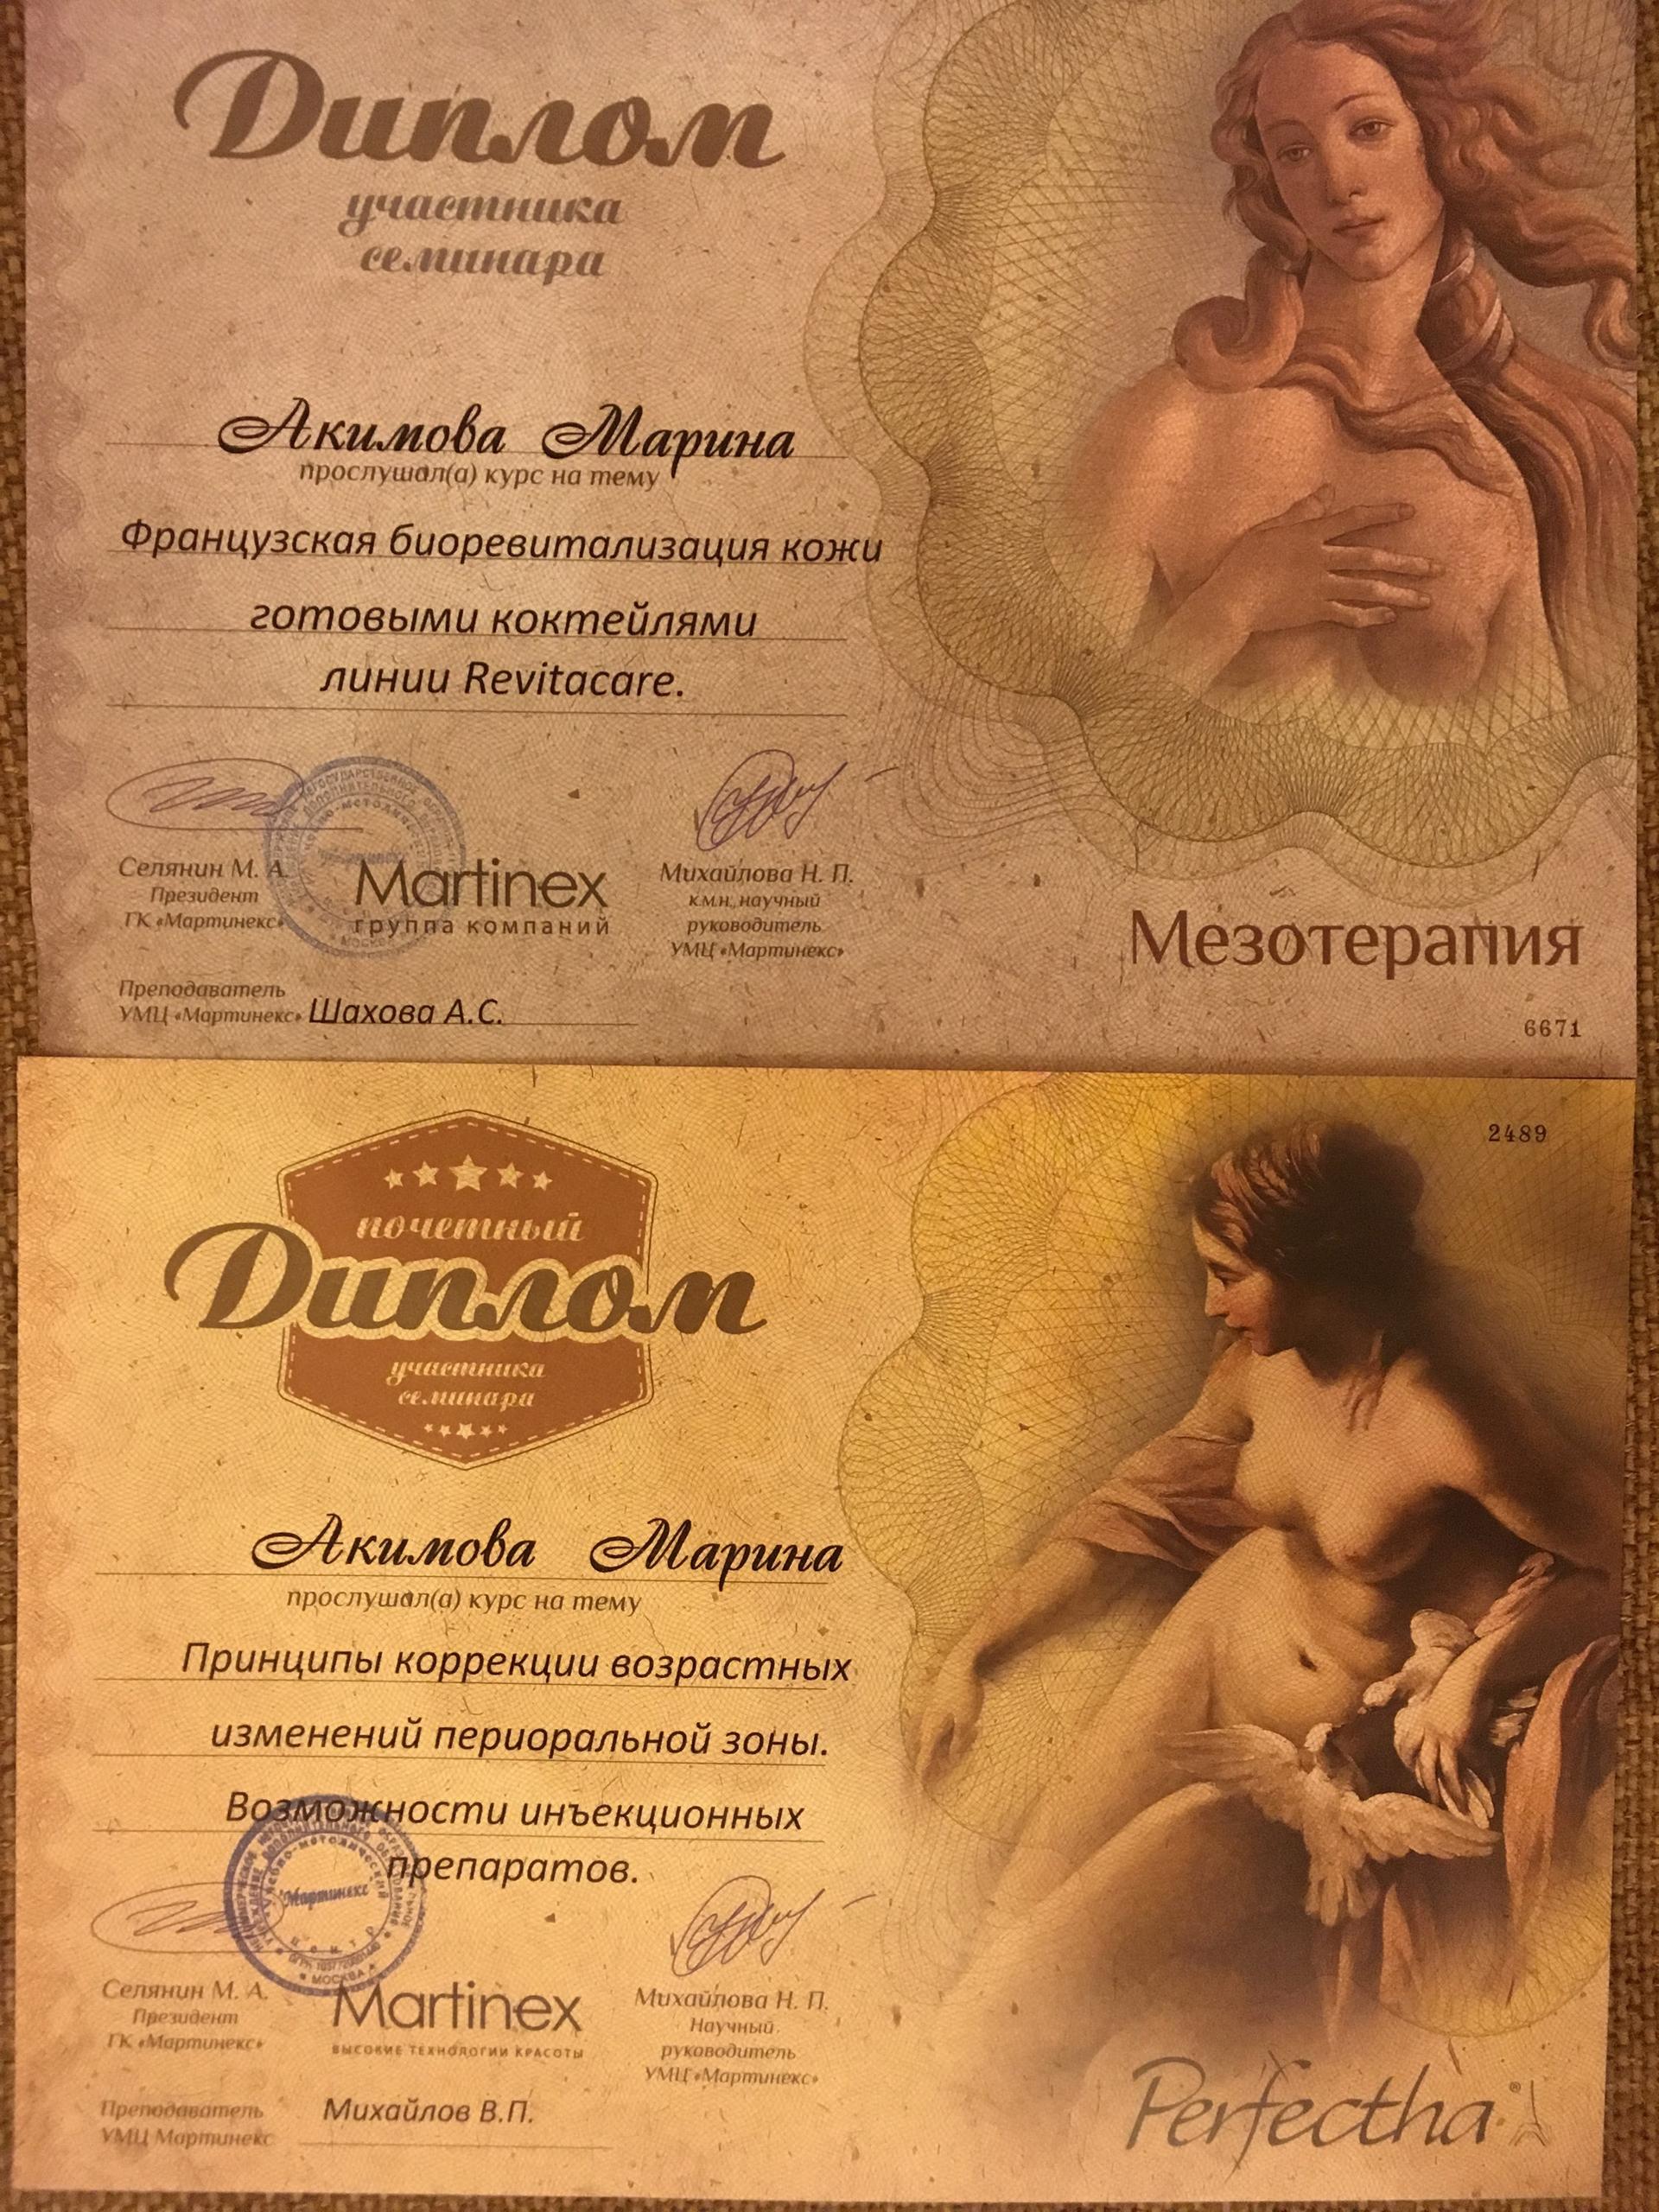 Диплом
участника
семинара
Акимова Марина
прослушал(а) курс на тему
Французская биоревитализация кожи
готовыми коктейлями
линии Revitacare.
Селянин М. А.
Президент
ГК «Мартинекс»
Martinex
группа компаний
Михайлова Н. П.
к.м.н., научный
руководитель
УМЦ «Мартинекс»
Преподаватель
УМЦ «Мартинекс» Шахова А.С.
Мезотерапия
6671
2489
почетный
Диплом
участника
семинара
Акимова Марина
прослушал(а) курс на тему
Принципы коррекции возрастных
изменений периоральной зоны.
Возможности инъекционных
препаратов.
Мартинекс
МОСКВА
Селянин М. А.
Президент
ГК «Мартинекс»
Martinex
ВЫСОКИЕ ТЕХНОЛОГИИ КРАСОТЫ
Михайлова Н. П.
Научный
руководитель
УМЦ «Мартинекс»
Преподаватель
УМЦ Мартинекс Михайлов В.П.
Perfectha®